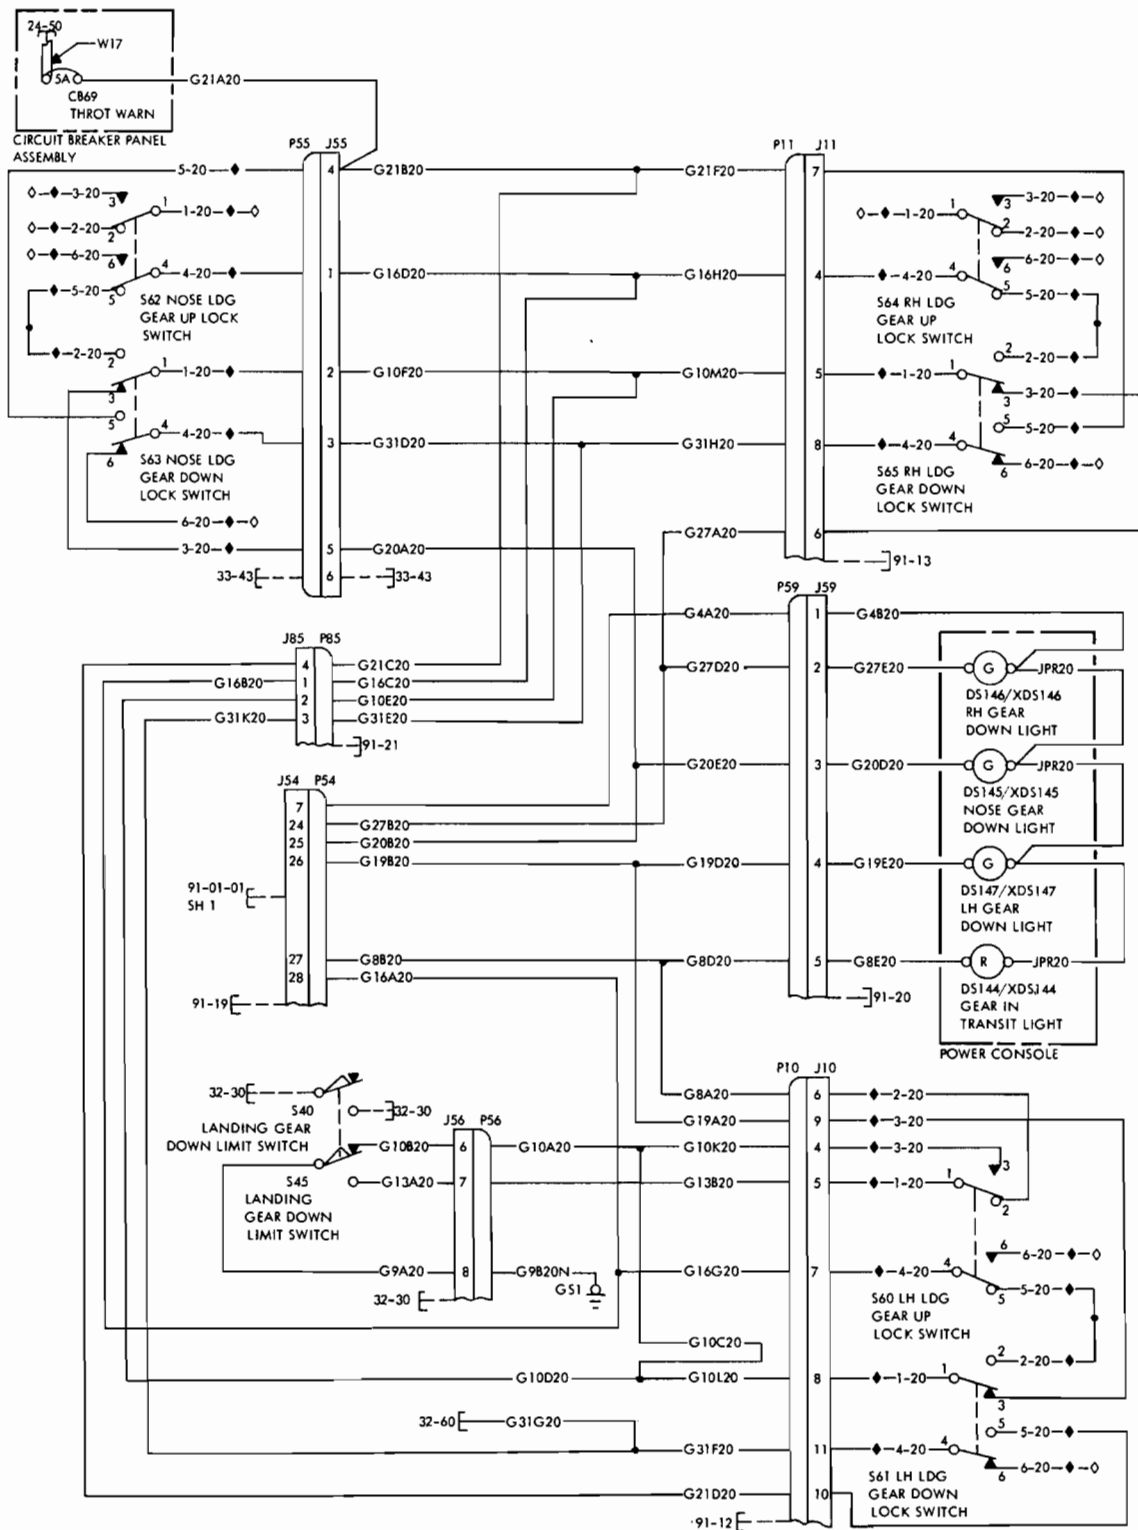 24-50
W17
5A
G21A20
CB69
THROT WARN
CIRCUIT BREAKER PANEL
ASSEMBLY
P55 J55
P11 J11
5-20
4
G21B20
G21F20
7
3-20
3
1
1-20
2-20
2
6-20
6
4
4-20
1
G16D20
G16H20
4
5-20
5
S62 NOSE LDG
GEAR UP LOCK
SWITCH
1
1-20
3
3-20
2
2-20
6
6-20
4
4-20
5
5-20
S64 RH LDG
GEAR UP
LOCK SWITCH
2-20
2
1
1-20
3
2
G10F20
G10M20
5
1-20
1
2
2-20
3
3-20
5
4
4-20
6
3
G31D20
G31H20
8
4-20
4
5
5-20
6
6-20
S63 NOSE LDG
GEAR DOWN
LOCK SWITCH
S65 RH LDG
GEAR DOWN
LOCK SWITCH
6-20
3-20
5
G20A20
G27A20
6
33-43
6
33-43
91-13
P59 J59
G4A20
1
G4B20
J85 P85
4
G21C20
G16B20
1
G16C20
2
G10E20
G31K20
3
G31E20
91-21
G27D20
2
G27E20
G
JPR20
DS146/XDS146
RH GEAR
DOWN LIGHT
G20E20
3
G20D20
G
JPR20
DS145/XDS145
NOSE GEAR
DOWN LIGHT
J54 P54
7
24
G27B20
25
G20B20
26
G19B20
G19D20
4
G19E20
G
91-01-01
SH 1
DS147/XDS147
LH GEAR
DOWN LIGHT
27
G8B20
G8D20
5
G8E20
R
JPR20
28
G16A20
91-19
91-20
DS144/XDS144
GEAR IN
TRANSIT LIGHT
POWER CONSOLE
P10 J10
32-30
S40
32-30
LANDING GEAR
DOWN LIMIT SWITCH
J56 P56
G8A20
6
2-20
G19A20
9
3-20
G10B20
6
G10A20
G10K20
4
3-20
3
S45
G13A20
7
G13B20
5
1-20
1
2
LANDING
GEAR DOWN
LIMIT SWITCH
G9A20
8
G9B20N
GS1
32-30
G16G20
7
4-20
4
6
6-20
5
5-20
S60 LH LDG
GEAR UP
LOCK SWITCH
G10C20
2
2-20
G10D20
G10L20
8
1-20
1
3
32-60
G31G20
G31F20
11
4-20
4
5
5-20
6
6-20
S61 LH LDG
GEAR DOWN
LOCK SWITCH
G21D20
10
91-12